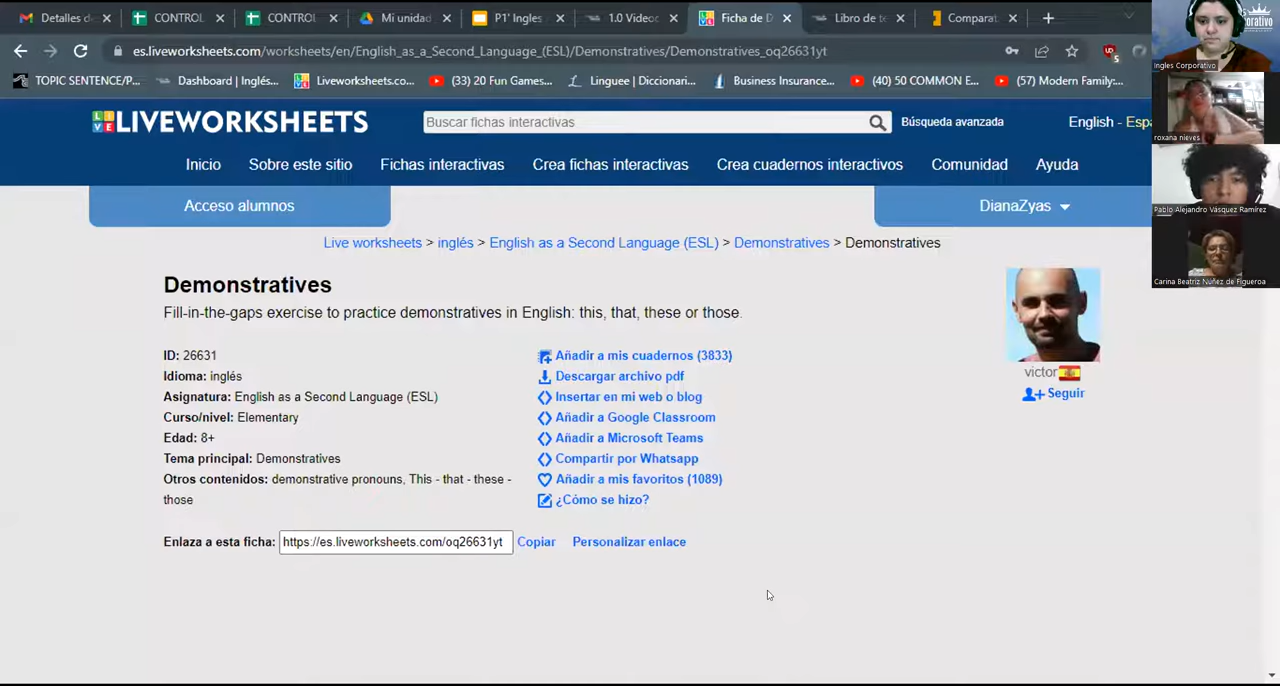 Detalles de
CONTROL
CONTROL
Mi unidad
P1' Ingles
1.0 Videoc
Ficha de D
Libro de te
Comparat
es.liveworksheets.com/worksheets/en/English_as_a_Second_Language_(ESL)/Demonstratives/Demonstratives_oq26631yt
TOPIC SENTENCE/P...
Dashboard | Inglés...
Liveworksheets.co...
(33) 20 Fun Games...
Linguee | Diccionari...
Business Insurance...
(40) 50 COMMON E...
(57) Modern Family:...
LIVEWORKSHEETS
Buscar fichas interactivas
Búsqueda avanzada
English - Espa
Inicio
Sobre este sitio
Fichas interactivas
Crea fichas interactivas
Crea cuadernos interactivos
Comunidad
Ayuda
Acceso alumnos
DianaZyas
Live worksheets > inglés > English as a Second Language (ESL) > Demonstratives > Demonstratives
Demonstratives
Fill-in-the-gaps exercise to practice demonstratives in English: this, that, these or those.
ID: 26631
Idioma: inglés
Asignatura: English as a Second Language (ESL)
Curso/nivel: Elementary
Edad: 8+
Tema principal: Demonstratives
Otros contenidos: demonstrative pronouns, This - that - these -
those
Añadir a mis cuadernos (3833)
Descargar archivo pdf
Insertar en mi web o blog
Añadir a Google Classroom
Añadir a Microsoft Teams
Compartir por Whatsapp
Añadir a mis favoritos (1089)
¿Cómo se hizo?
victor
Seguir
Enlaza a esta ficha: https://es.liveworksheets.com/oq26631yt Copiar Personalizar enlace
Ingles Corporativo
roxana nieves
Pablo Alejandro Vásquez Ramírez
Carina Beatriz Núñez de Figueroa